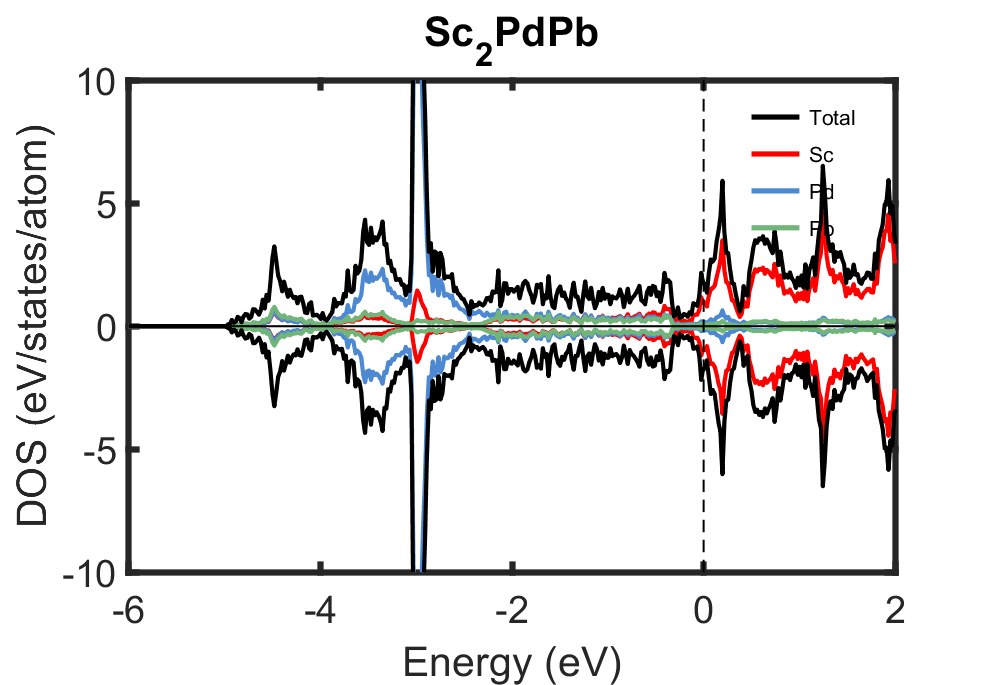 Sc2PdPb
DOS (eV/states/atom)
10
5
0
-5
-10
Total
Sc
Pd
Pb
-6
-4
-2
0
2
Energy (eV)